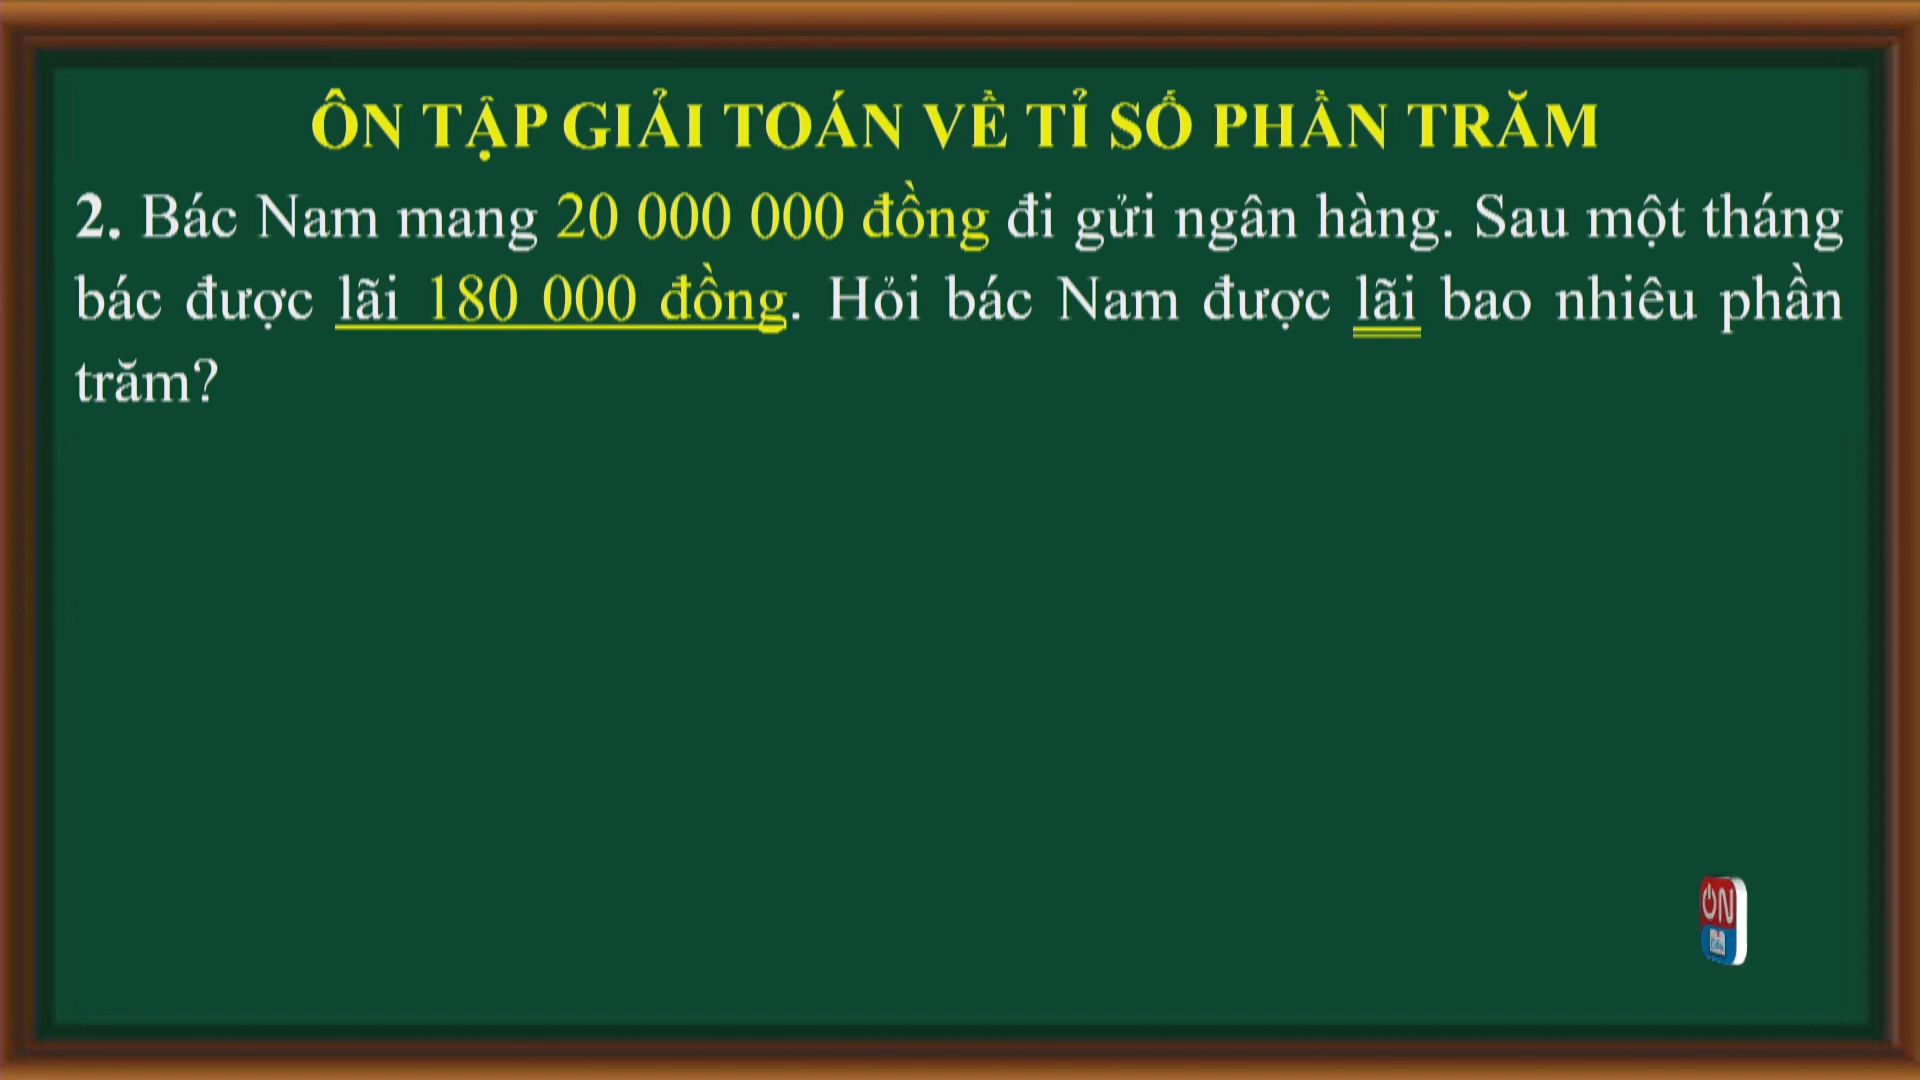 ÔN TẬP GIẢI TOÁN VỀ TỈ SỐ PHẦN TRĂM
2. Bác Nam mang 20 000 000 đồng đi gửi ngân hàng. Sau một tháng
bác được lãi 180 000 đồng. Hỏi bác Nam được lãi bao nhiêu phần
trăm?
ON